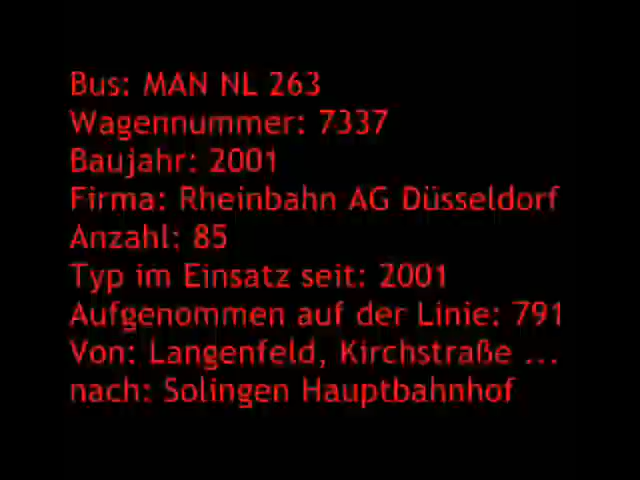 Bus: MAN NL 263
Wagennummer: 7337
Baujahr: 2001
Firma: Rheinbahn AG Düsseldorf
Anzahl: 85
Typ im Einsatz seit: 2001
Aufgenommen auf der Linie: 791
Von: Langenfeld, Kirchstraße ...
nach: Solingen Hauptbahnhof